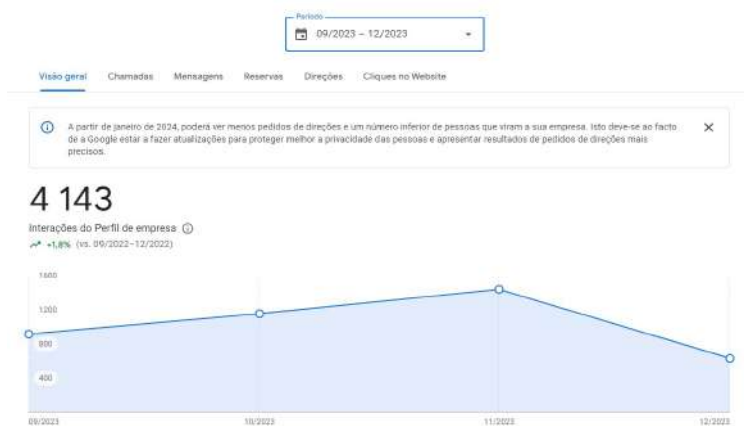 Período
09/2023 – 12/2023
Visão geral Chamadas Mensagens Reservas Direções Cliques no Website
A partir de janeiro de 2024, poderá ver menos pedidos de direções e um número inferior de pessoas que viram a sua empresa. Isto deve-se ao facto
de a Google estar a fazer atualizações para proteger melhor a privacidade das pessoas e apresentar resultados de pedidos de direções mais
precisos.
4 143
Interações do Perfil de empresa
+1,8% (vs. 09/2022–12/2022)
1600
1200
800
400
09/2023 10/2023 11/2023 12/2023